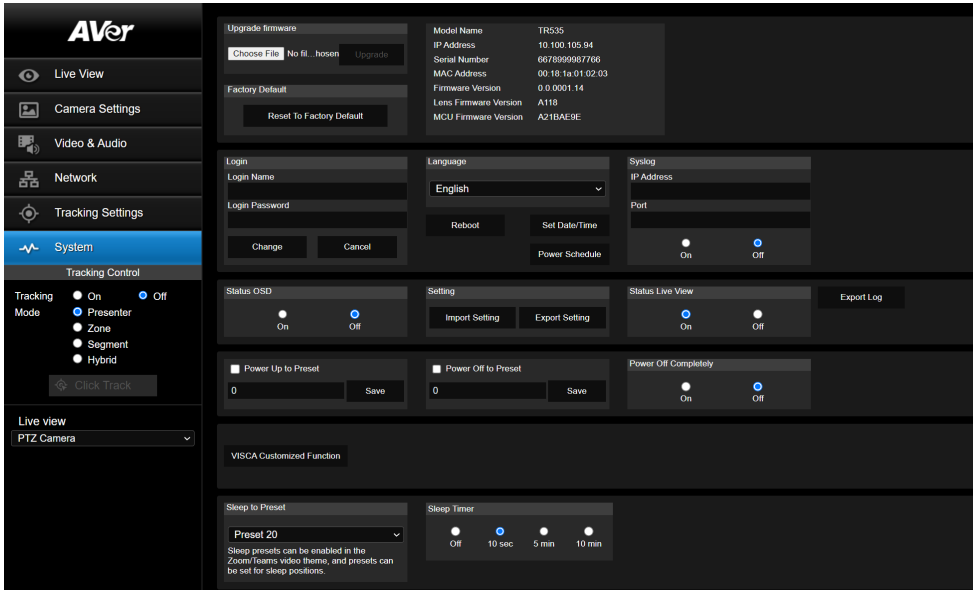 AVer
Live View
Camera Settings
Video & Audio
Network
Tracking Settings
System
Tracking Control
Tracking On Off
Mode Presenter
Zone
Segment
Hybrid
Click Track
Live view
PTZ Camera
Upgrade firmware
Choose File No fil...hosen Upgrade
Factory Default
Reset To Factory Default
Model Name TR535
IP Address 10.100.105.94
Serial Number 6678999987766
MAC Address 00:18:1a:01:02:03
Firmware Version 0.0.0001.14
Lens Firmware Version A118
MCU Firmware Version A21BAE9E
Login
Login Name
Login Password
Change Cancel
Language
English
Reboot Set Date/Time
Power Schedule
Syslog
IP Address
Port
On Off
Status OSD
On Off
Setting
Import Setting Export Setting
Status Live View
On Off
Export Log
Power Up to Preset
0 Save
Power Off to Preset
0 Save
Power Off Completely
On Off
VISCA Customized Function
Sleep to Preset
Preset 20
Sleep presets can be enabled in the
Zoom/Teams video theme, and presets can
be set for sleep positions.
Sleep Timer
Off 10 sec 5 min 10 min